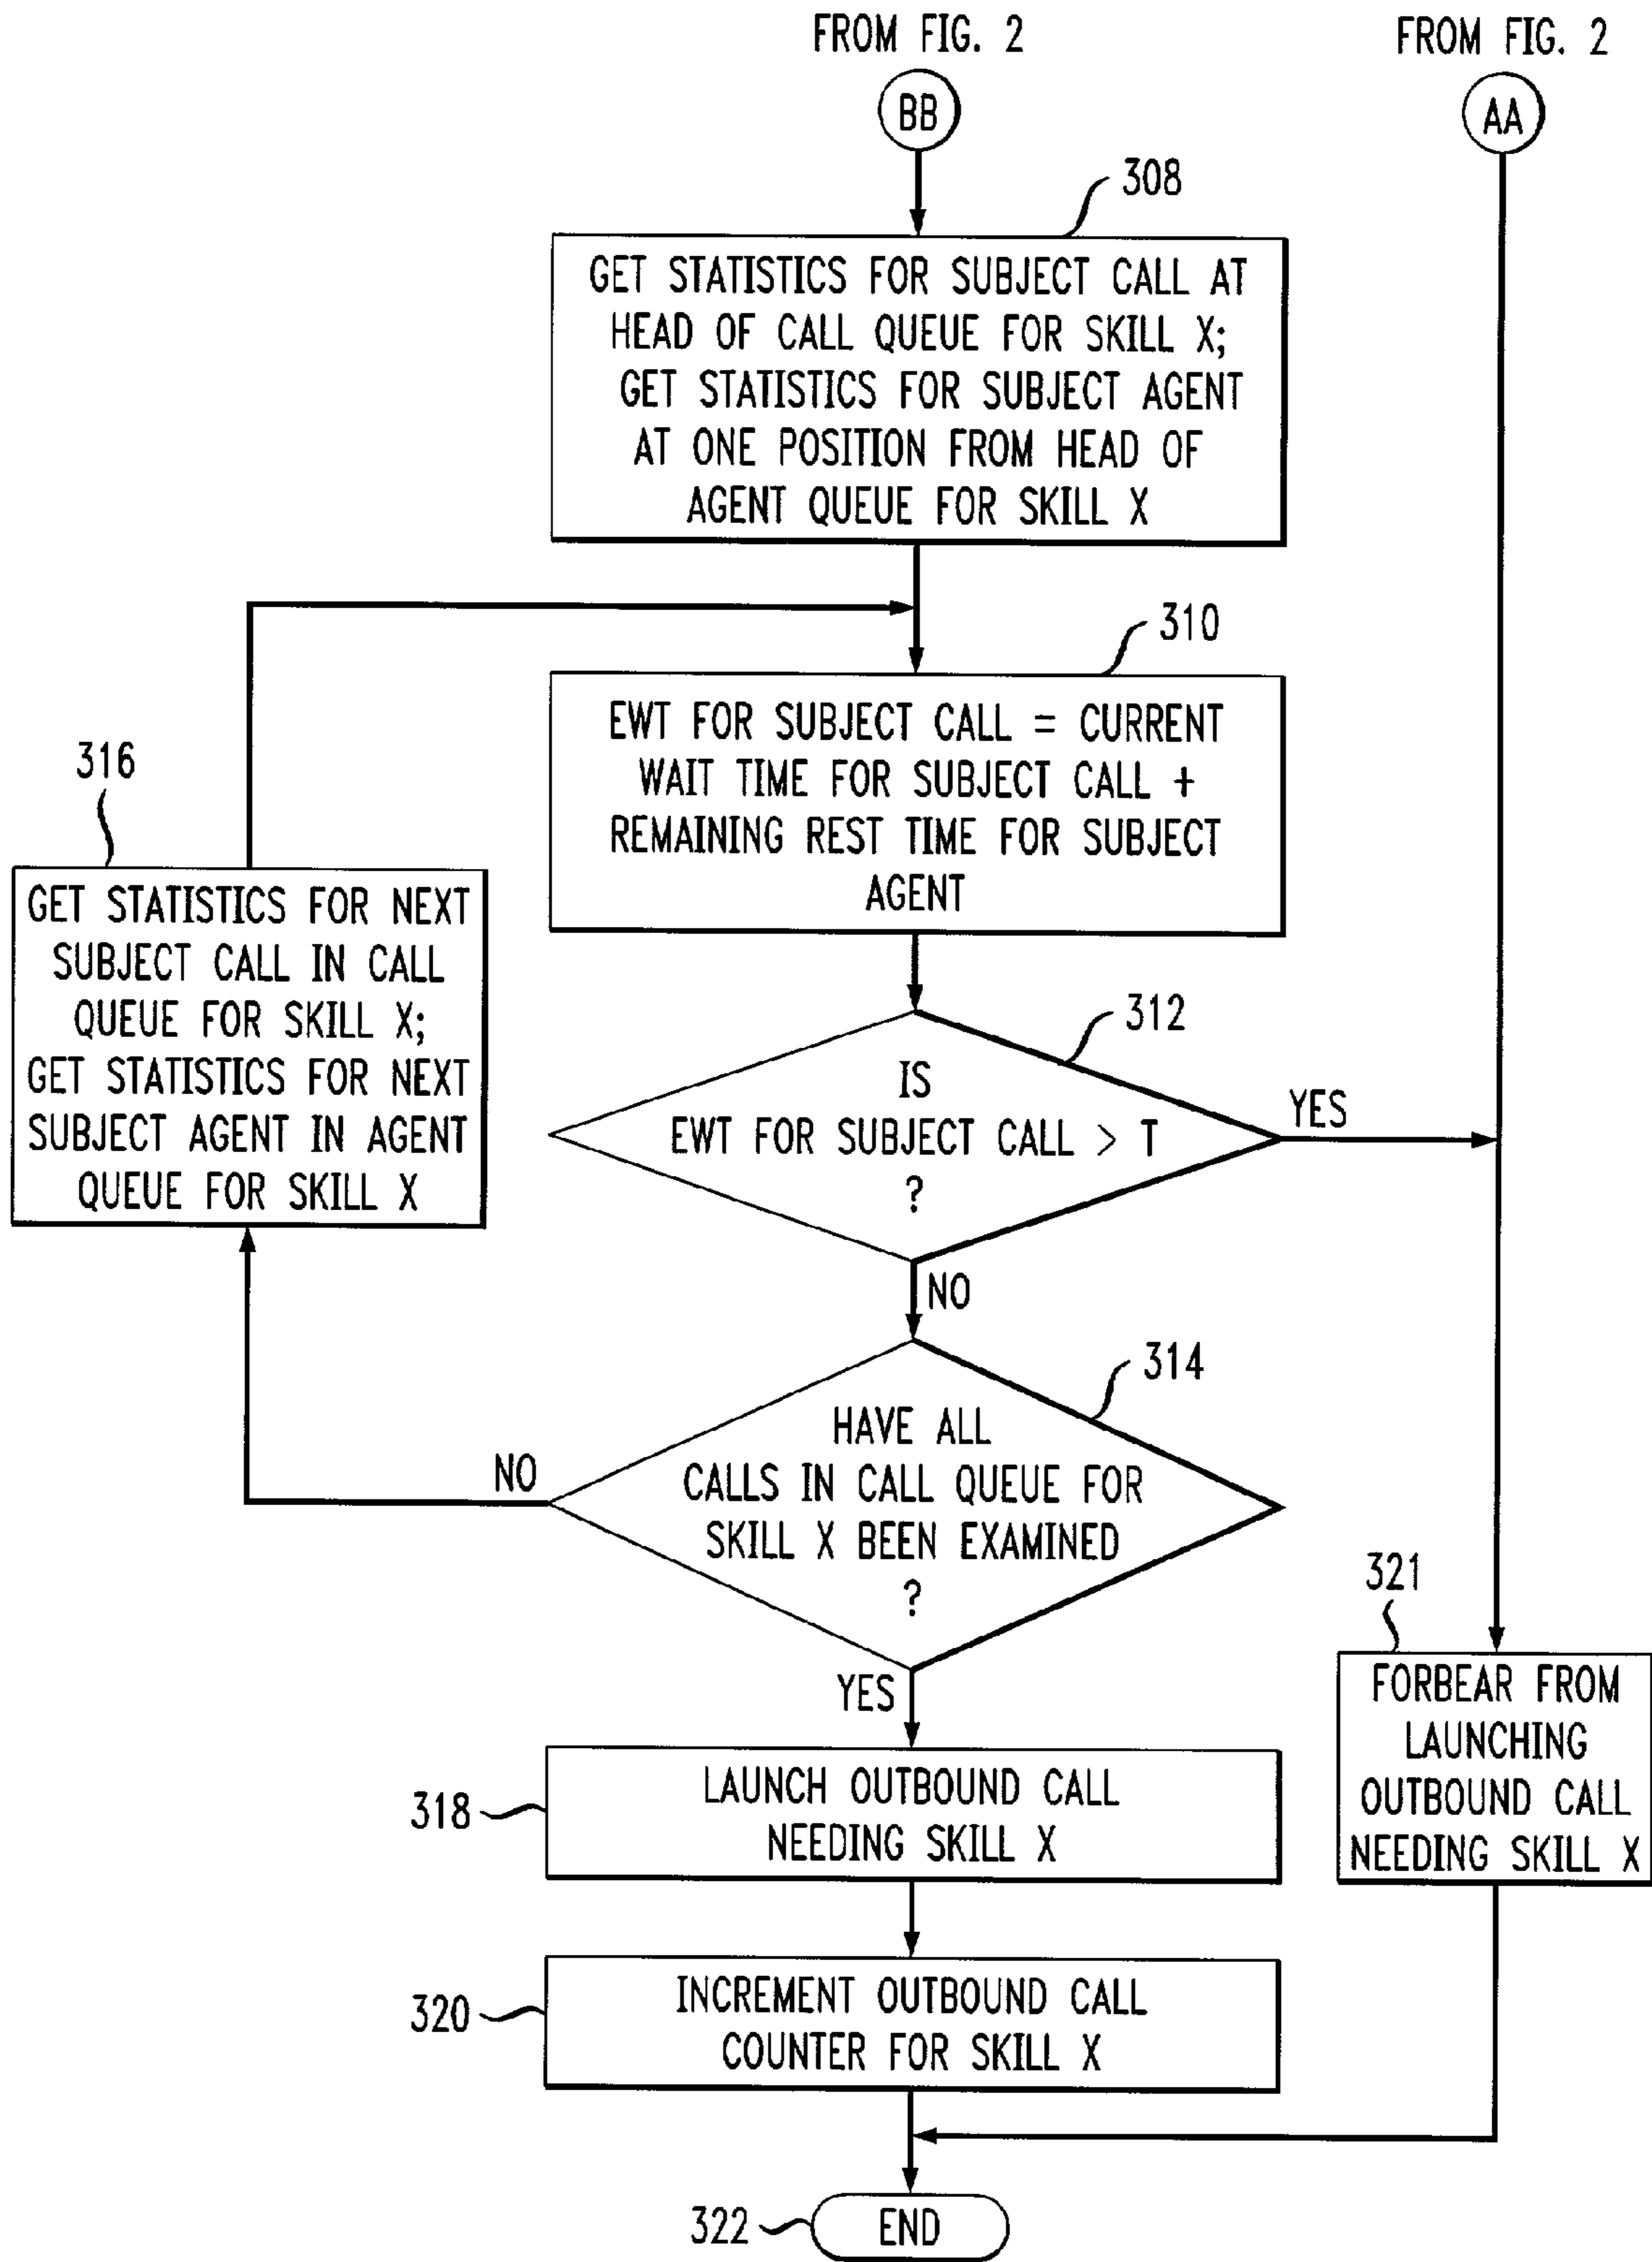 FROM FIG. 2
FROM FIG. 2
BB
AA
308
GET STATISTICS FOR SUBJECT CALL AT
HEAD OF CALL QUEUE FOR SKILL X;
GET STATISTICS FOR SUBJECT AGENT
AT ONE POSITION FROM HEAD OF
AGENT QUEUE FOR SKILL X
310
EWT FOR SUBJECT CALL = CURRENT
WAIT TIME FOR SUBJECT CALL +
REMAINING REST TIME FOR SUBJECT
AGENT
316
GET STATISTICS FOR NEXT
SUBJECT CALL IN CALL
QUEUE FOR SKILL X;
GET STATISTICS FOR NEXT
SUBJECT AGENT IN AGENT
QUEUE FOR SKILL X
312
IS
EWT FOR SUBJECT CALL > T
?
YES
NO
314
HAVE ALL
CALLS IN CALL QUEUE FOR
SKILL X BEEN EXAMINED
?
NO
YES
321
FORBEAR FROM
LAUNCHING
OUTBOUND CALL
NEEDING SKILL X
318
LAUNCH OUTBOUND CALL
NEEDING SKILL X
320
INCREMENT OUTBOUND CALL
COUNTER FOR SKILL X
322
END